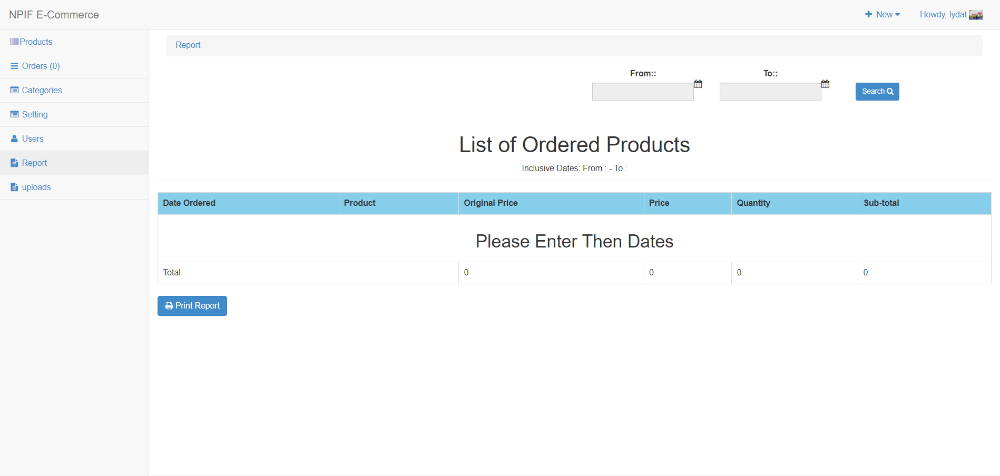 NPIF E-Commerce
New
Howdy, lydat
Products
Orders (0)
Categories
Setting
Users
Report
uploads
Report
From:: To::
Search
List of Ordered Products
Inclusive Dates: From : - To :
Date Ordered Product Original Price Price Quantity Sub-total
Please Enter Then Dates
Total 0 0 0 0
Print Report